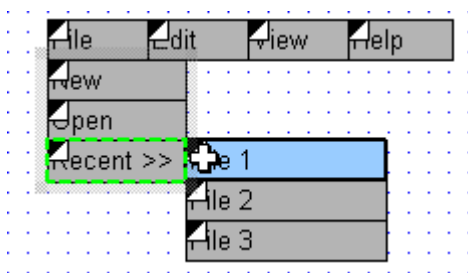 File Edit View Help
New
Open
Recent >> File 1
File 2
File 3